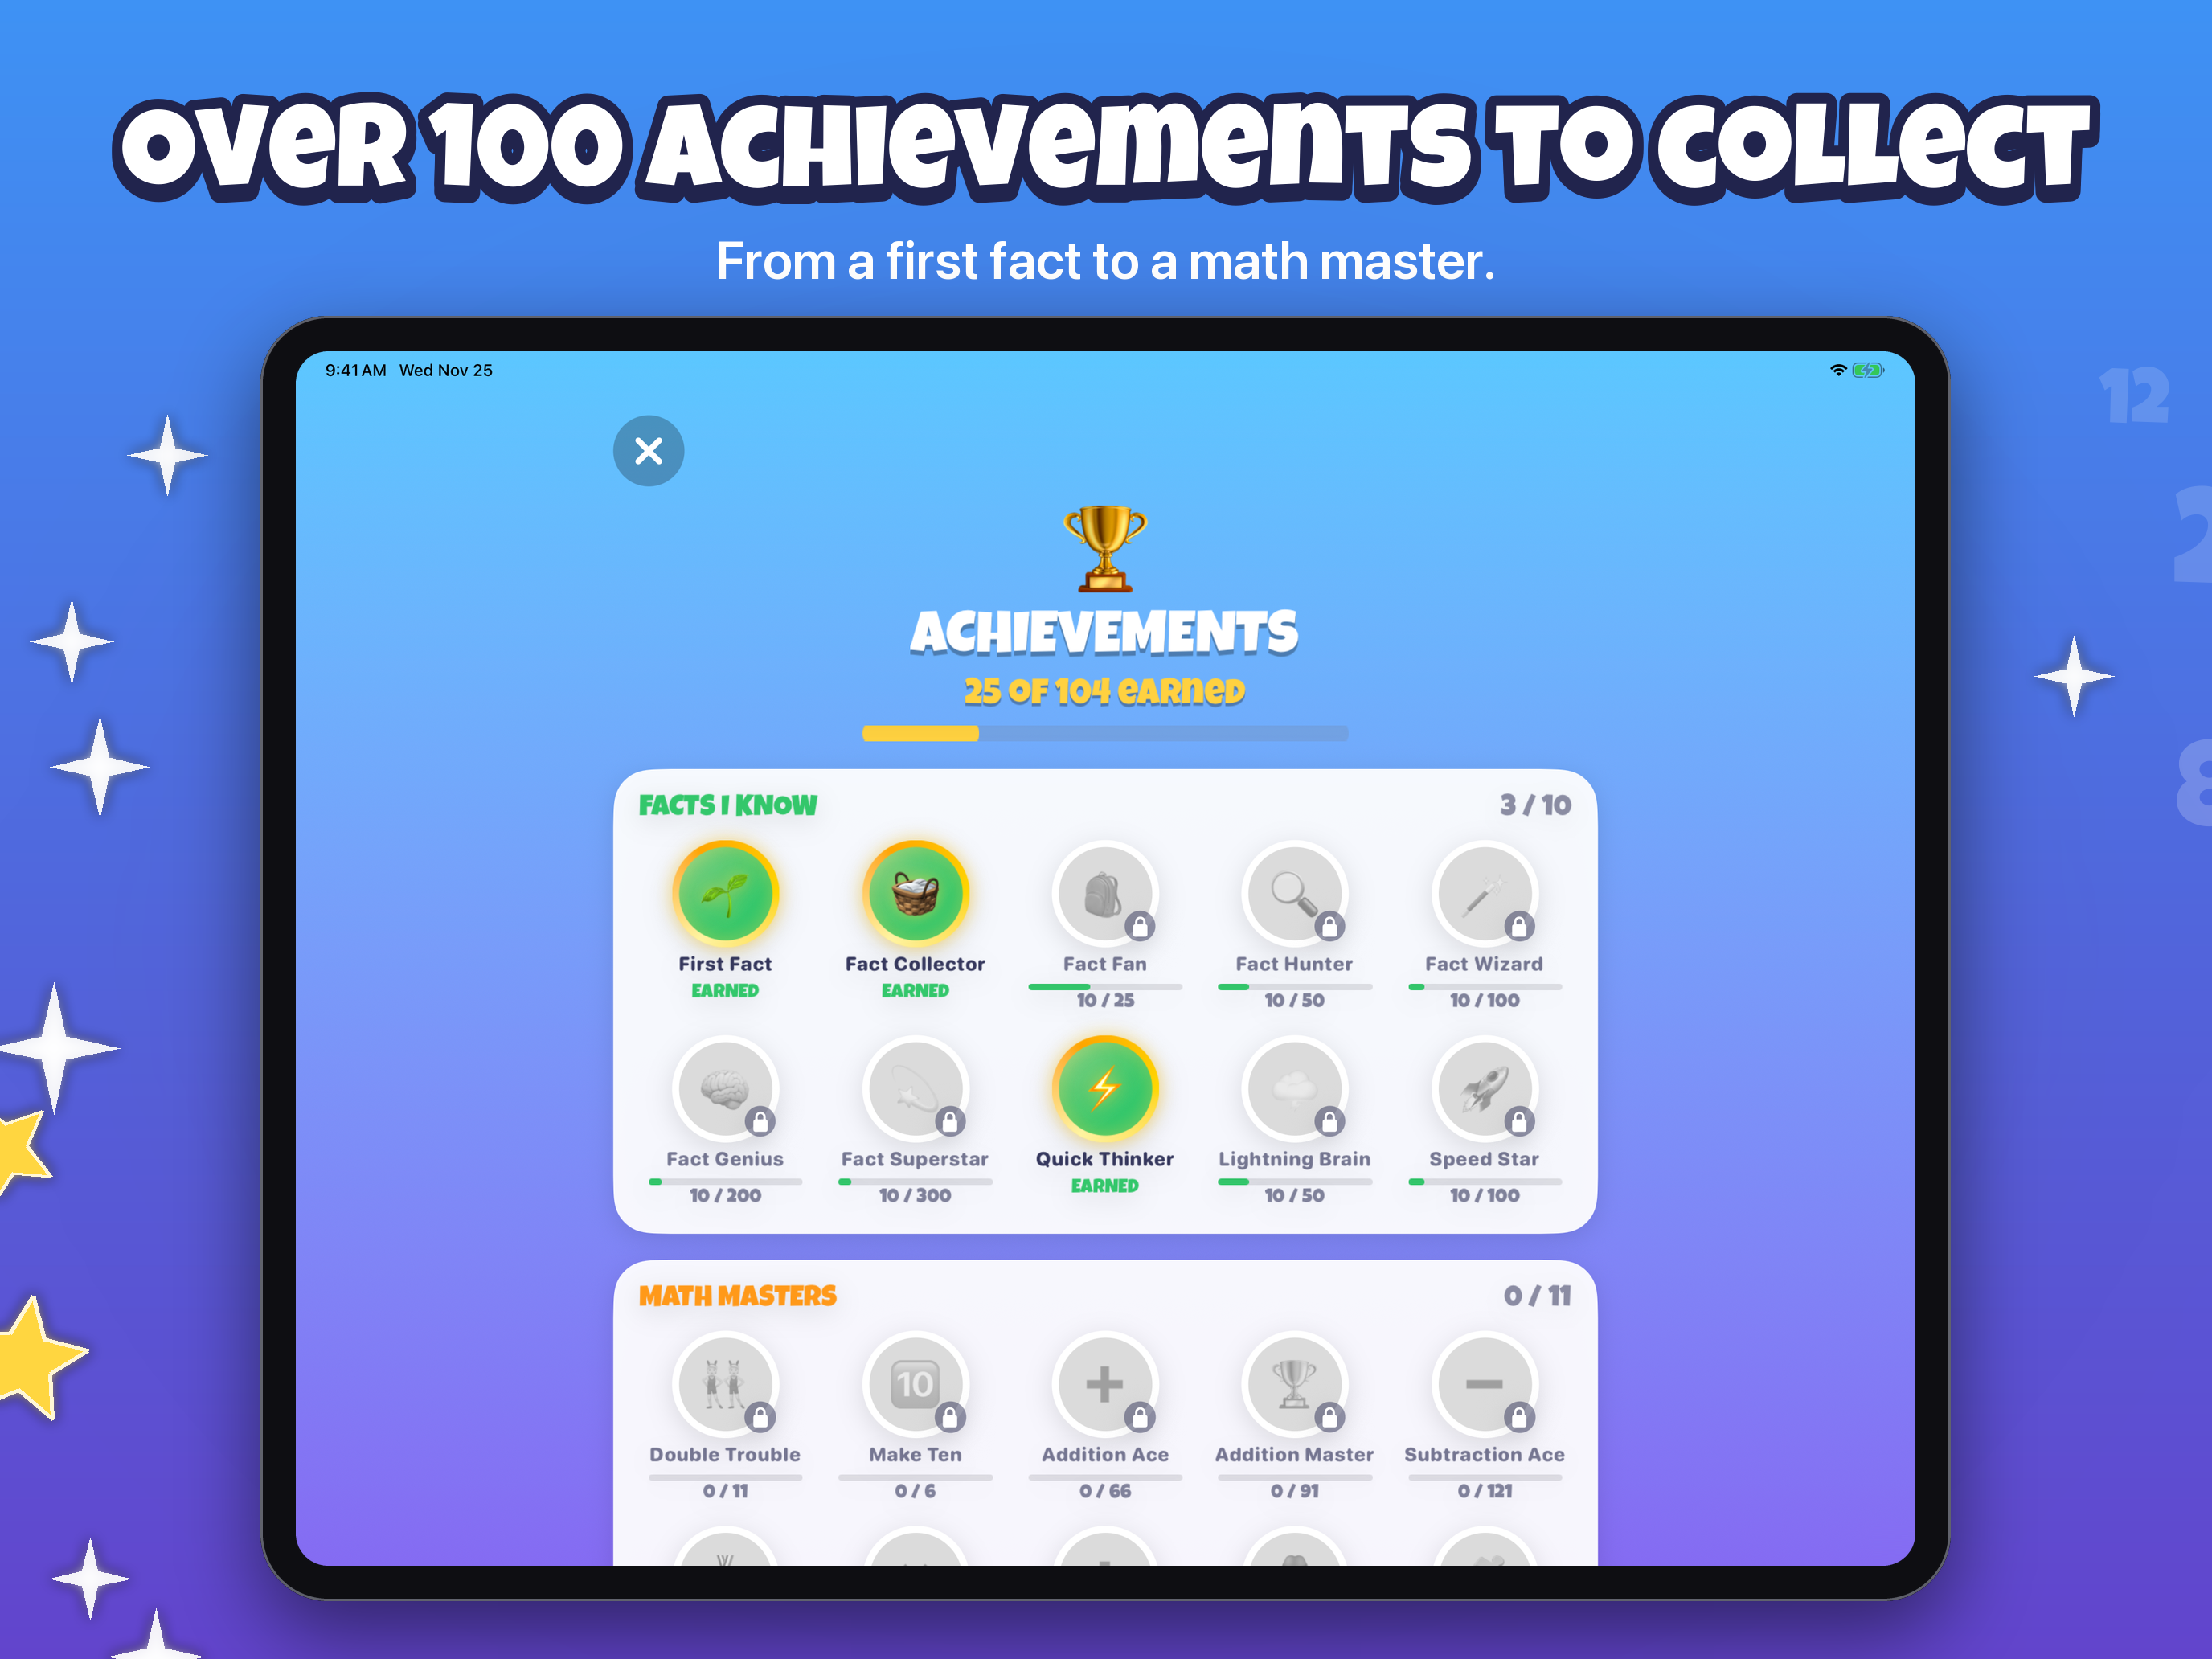 OVER 100 ACHIEVEMENTS TO COLLECT
From a first fact to a math master.
9:41 AM Wed Nov 25
12
2
8
ACHIEVEMENTS
25 OF 104 EARNED
FACTS I KNOW 3 / 10
First Fact Fact Collector Fact Fan Fact Hunter Fact Wizard
EARNED EARNED 10 / 25 10 / 50 10 / 100
Fact Genius Fact Superstar Quick Thinker Lightning Brain Speed Star
10 / 200 10 / 300 EARNED 10 / 50 10 / 100
MATH MASTERS 0 / 11
10
Double Trouble Make Ten Addition Ace Addition Master Subtraction Ace
0 / 11 0 / 6 0 / 66 0 / 91 0 / 121